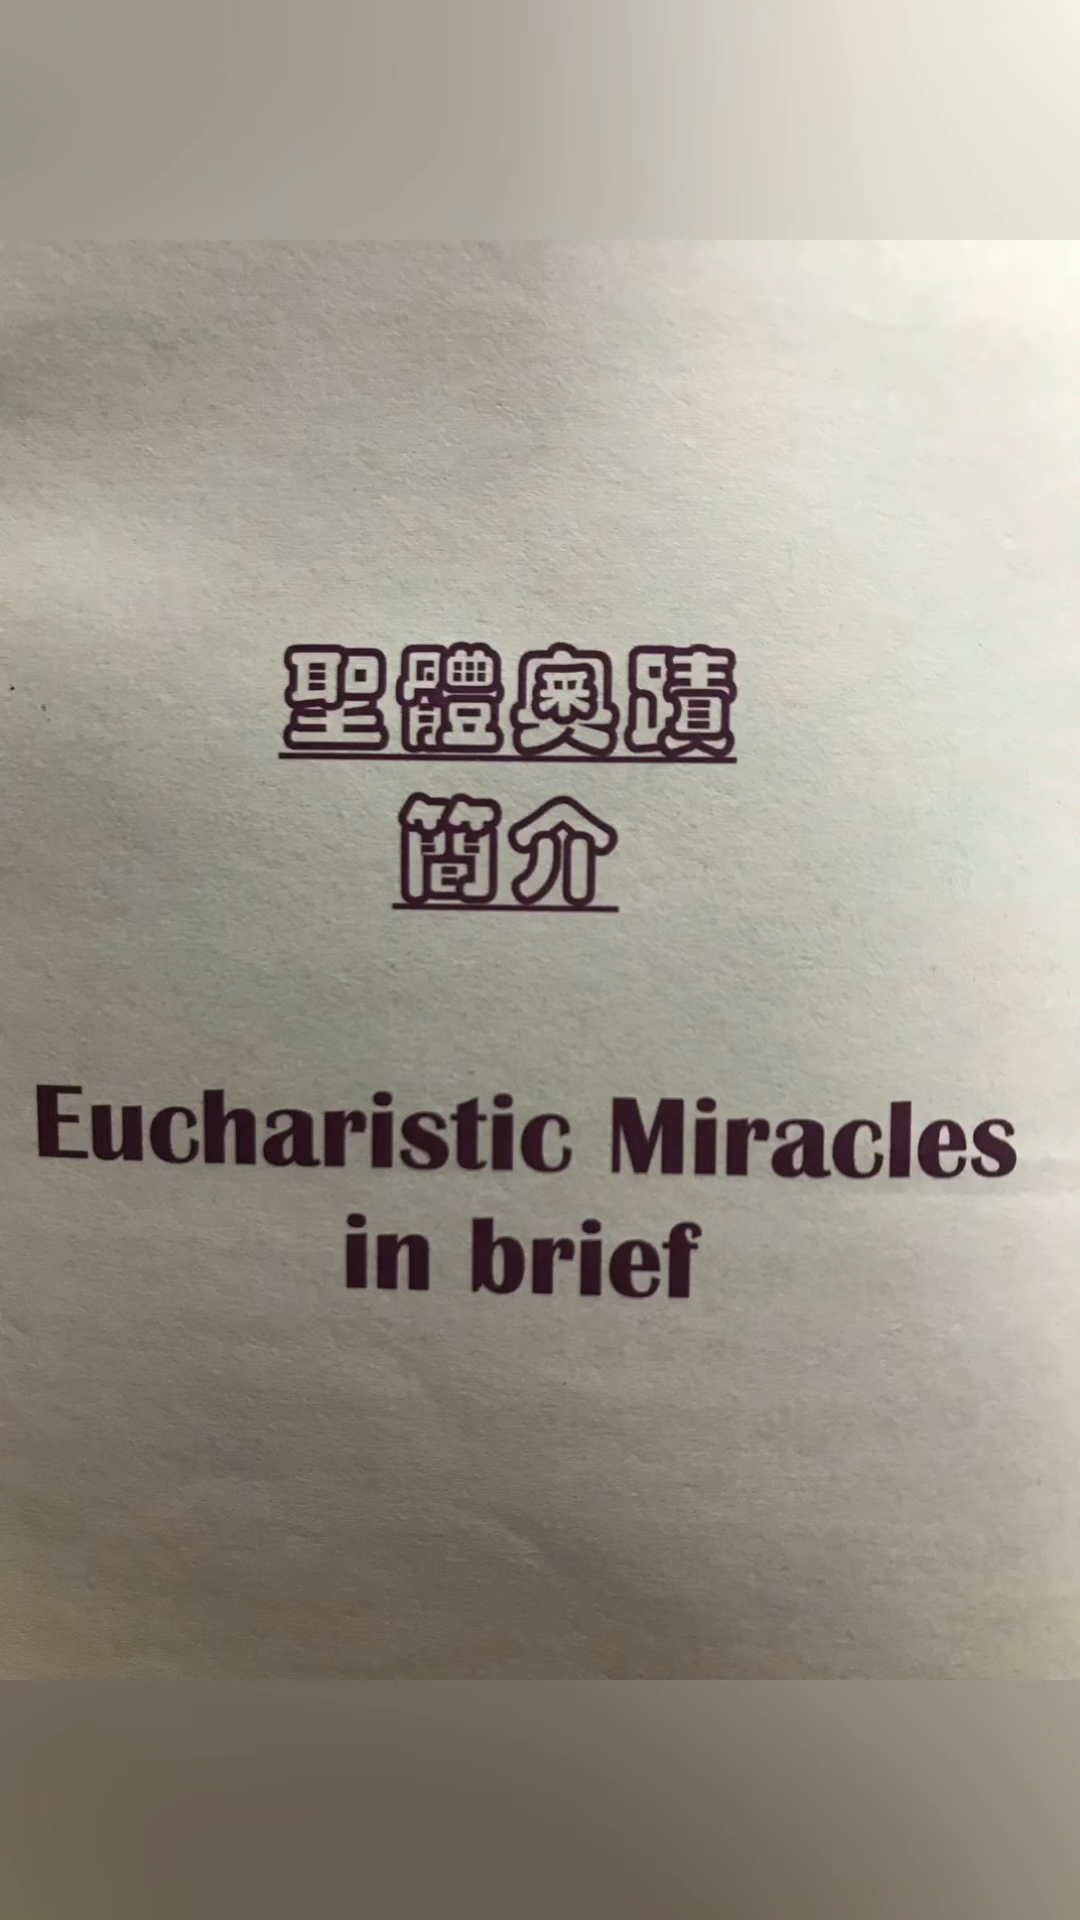 聖體奧蹟
簡介
Eucharistic Miracles
in brief